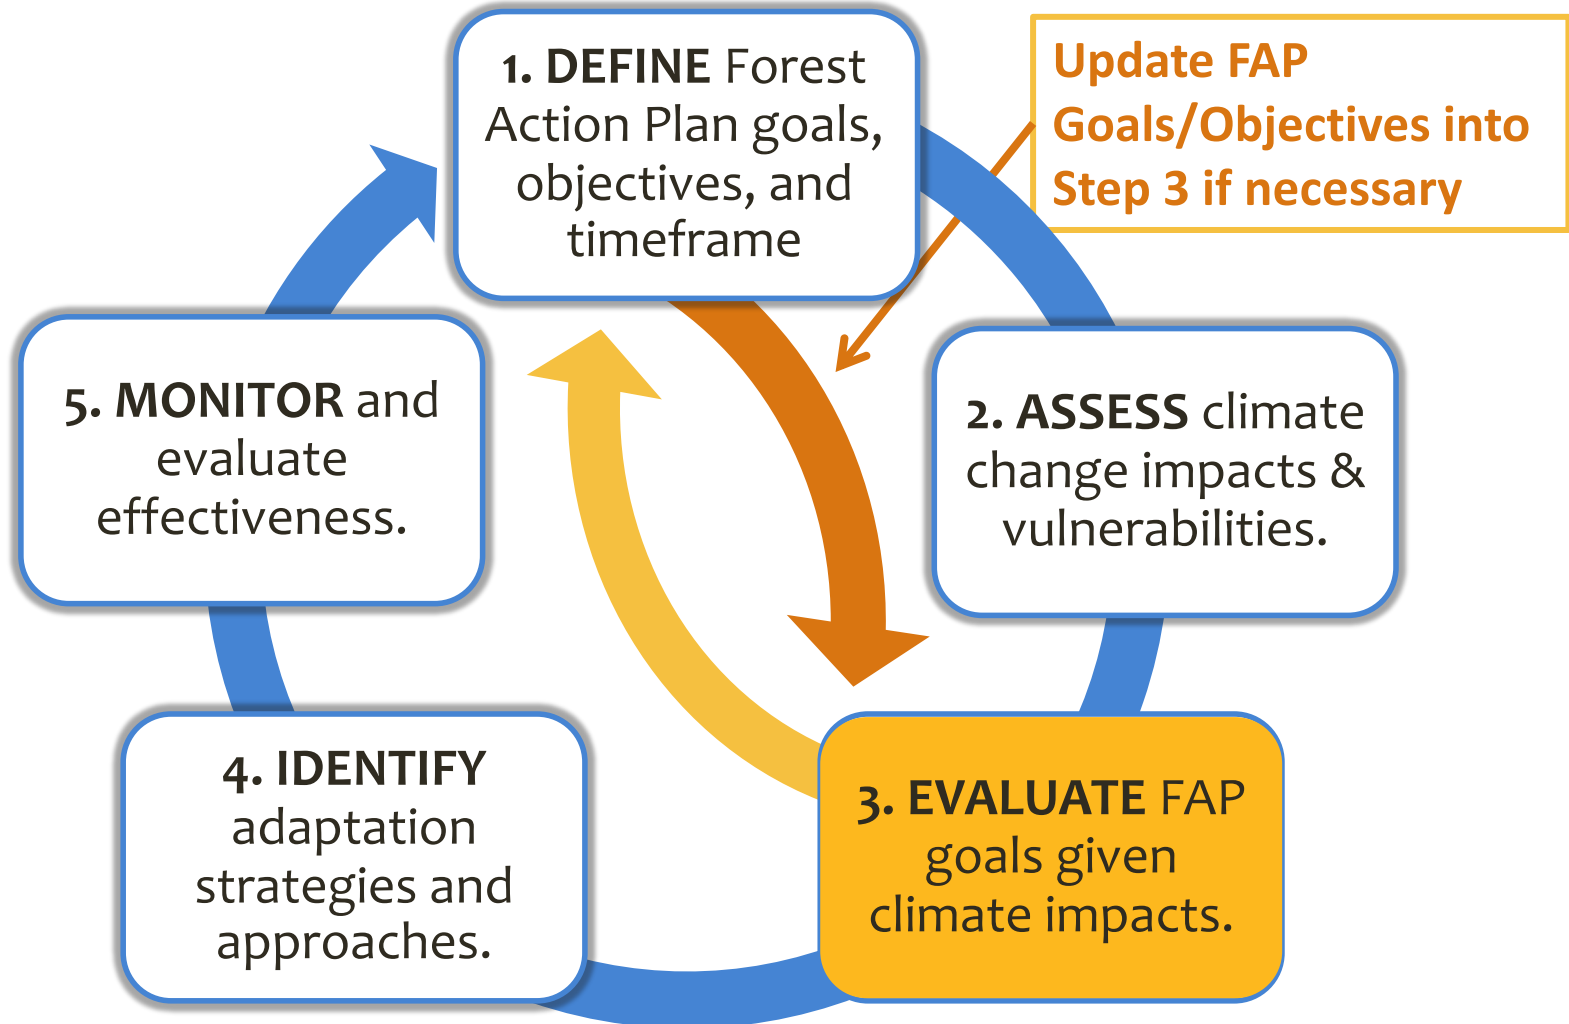 1. DEFINE Forest
Action Plan goals,
objectives, and
timeframe
Update FAP
Goals/Objectives into
Step 3 if necessary
2. ASSESS climate
change impacts &
vulnerabilities.
3. EVALUATE FAP
goals given
climate impacts.
4. IDENTIFY
adaptation
strategies and
approaches.
5. MONITOR and
evaluate
effectiveness.